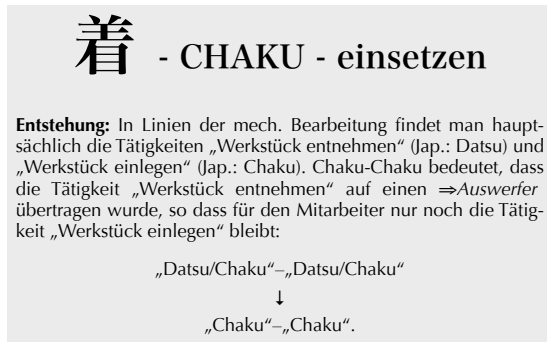 着 - CHAKU - einsetzen
Entstehung: In Linien der mech. Bearbeitung findet man haupt-
sächlich die Tätigkeiten „Werkstück entnehmen“ (Jap.: Datsu) und
„Werkstück einlegen“ (Jap.: Chaku). Chaku-Chaku bedeutet, dass
die Tätigkeit „Werkstück entnehmen“ auf einen ⇒Auswerfer
übertragen wurde, so dass für den Mitarbeiter nur noch die Tätig-
keit „Werkstück einlegen“ bleibt:
„Datsu/Chaku“–„Datsu/Chaku“
↓
„Chaku“–„Chaku“.